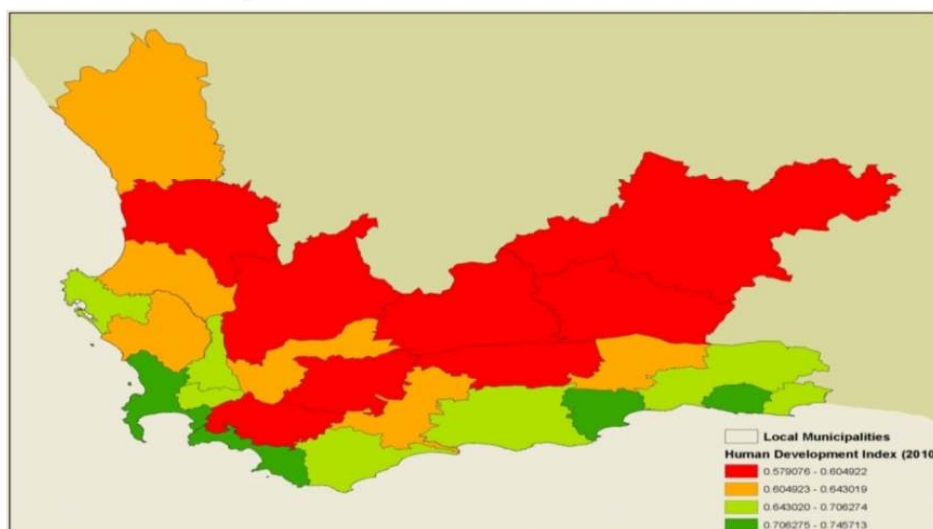 Local Municipalities
Human Development Index (2010
0.579076 - 0.604922
0.604923 - 0.643019
0.643020 - 0.706274
0.706275 - 0.745713